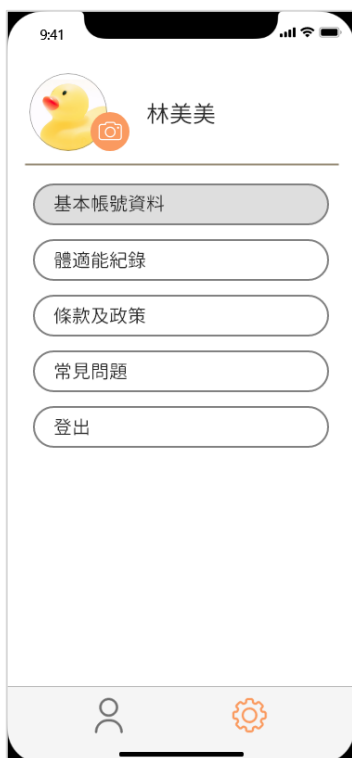 9:41
林美美
基本帳號資料
體適能紀錄
條款及政策
常見問題
登出